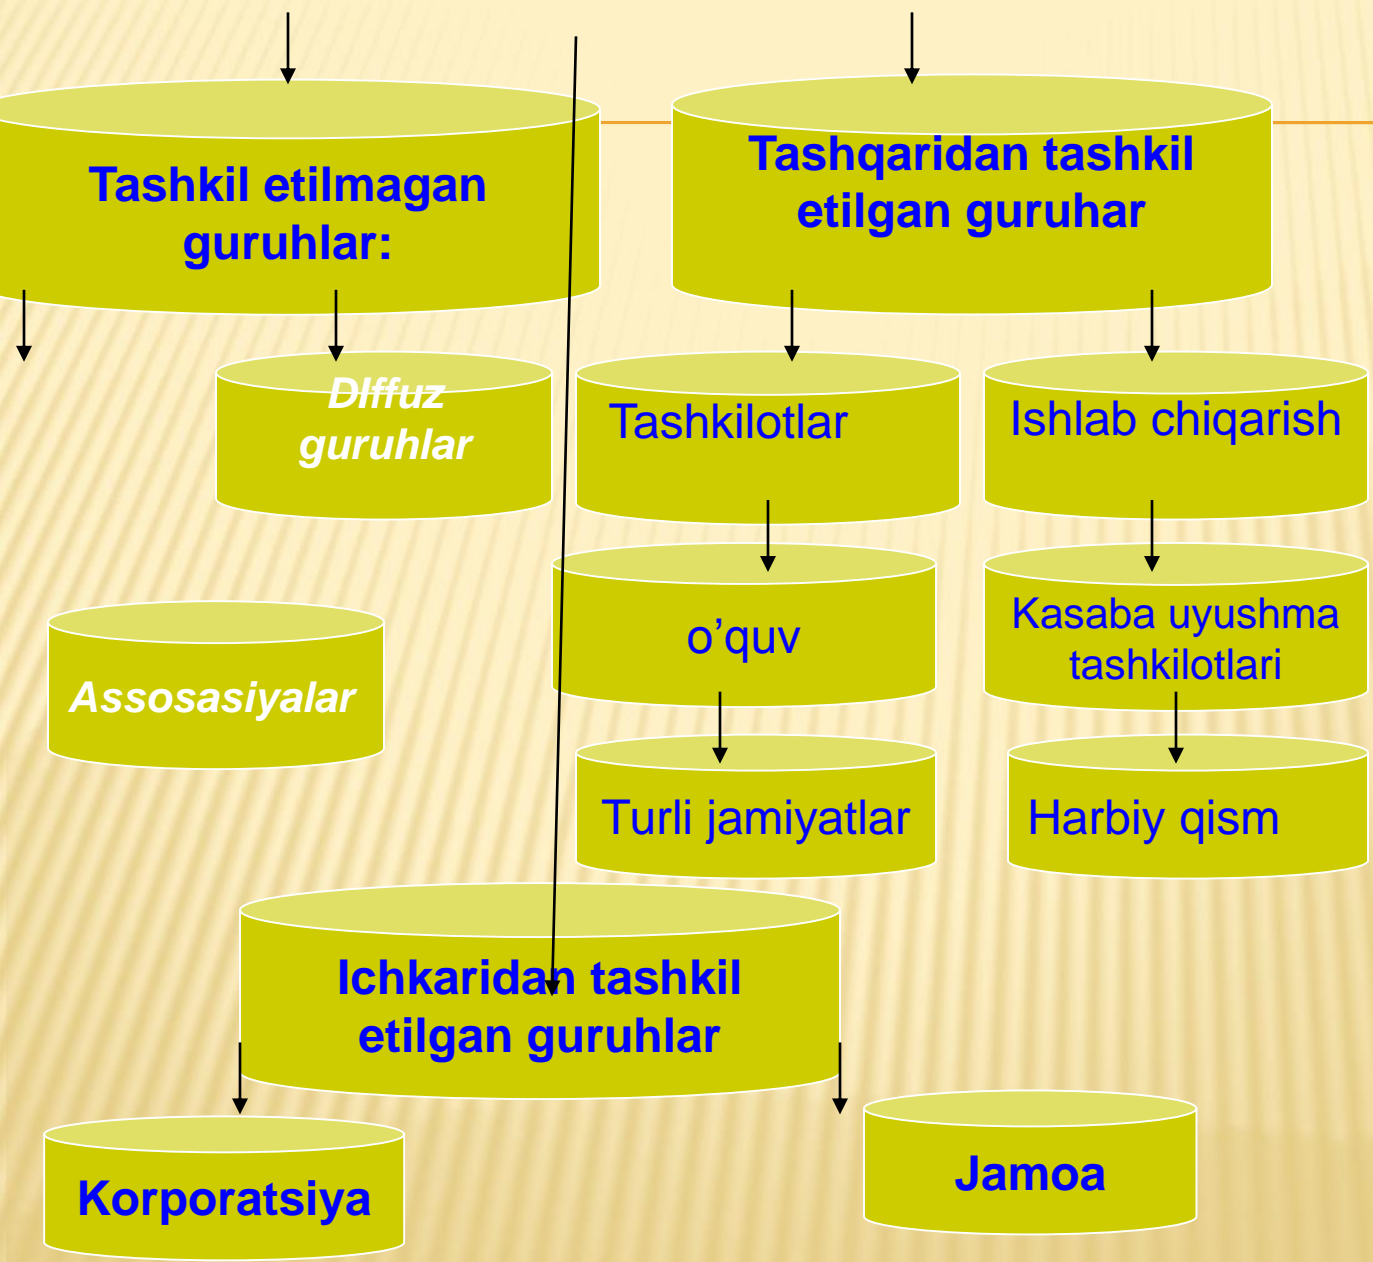 Tashkil etilmagan
guruhlar:
Tashqaridan tashkil
etilgan guruhar
DIffuz
guruhlar
Tashkilotlar
Ishlab chiqarish
o’quv
Kasaba uyushma
tashkilotlari
Assosasiyalar
Turli jamiyatlar
Harbiy qism
Ichkaridan tashkil
etilgan guruhlar
Korporatsiya
Jamoa